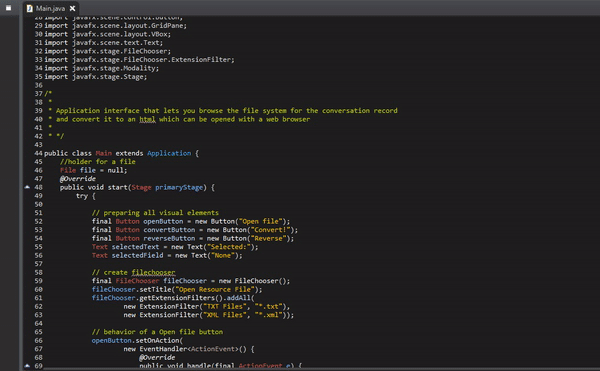 Main.java
28 import javafx.scene.control.Button;
29 import javafx.scene.layout.GridPane;
30 import javafx.scene.layout.VBox;
31 import javafx.scene.text.Text;
32 import javafx.stage.FileChooser;
33 import javafx.stage.FileChooser.ExtensionFilter;
34 import javafx.stage.Modality;
35 import javafx.stage.Stage;
36
37 /*
38 *
39 * Application interface that lets you browse the file system for the conversation record
40 * and convert it to an html which can be opened with a web browser
41 *
42 * */
43
44 public class Main extends Application {
45 //holder for a file
46 File file = null;
47 @Override
48 public void start(Stage primaryStage) {
49 try {
50
51 // preparing all visual elements
52 final Button openButton = new Button("Open file");
53 final Button convertButton = new Button("Convert!");
54 final Button reverseButton = new Button("Reverse");
55 Text selectedText = new Text("Selected:");
56 Text selectedField = new Text("None");
57
58 // create filechooser
59 final FileChooser fileChooser = new FileChooser();
60 fileChooser.setTitle("Open Resource File");
61 fileChooser.getExtensionFilters().addAll(
62 new ExtensionFilter("TXT Files", "*.txt"),
63 new ExtensionFilter("XML Files", "*.xml"));
64
65 // behavior of a Open file button
66 openButton.setOnAction(
67 new EventHandler<ActionEvent>() {
68 @Override
69 public void handle(final ActionEvent e) {